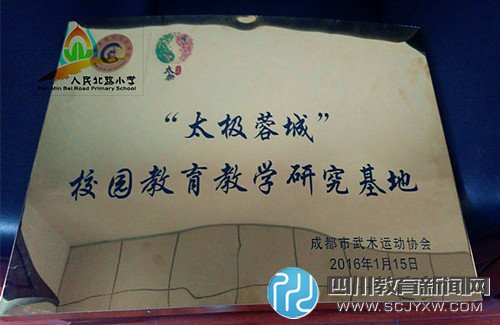 人民北路小学
Ren Min Bei Road Primary School
太极
“太极蓉城”
校园教育教学研究基地
成都市武术运动协会
2016年1月15日
四川教育新闻网
WWW.SCJYXW.COM